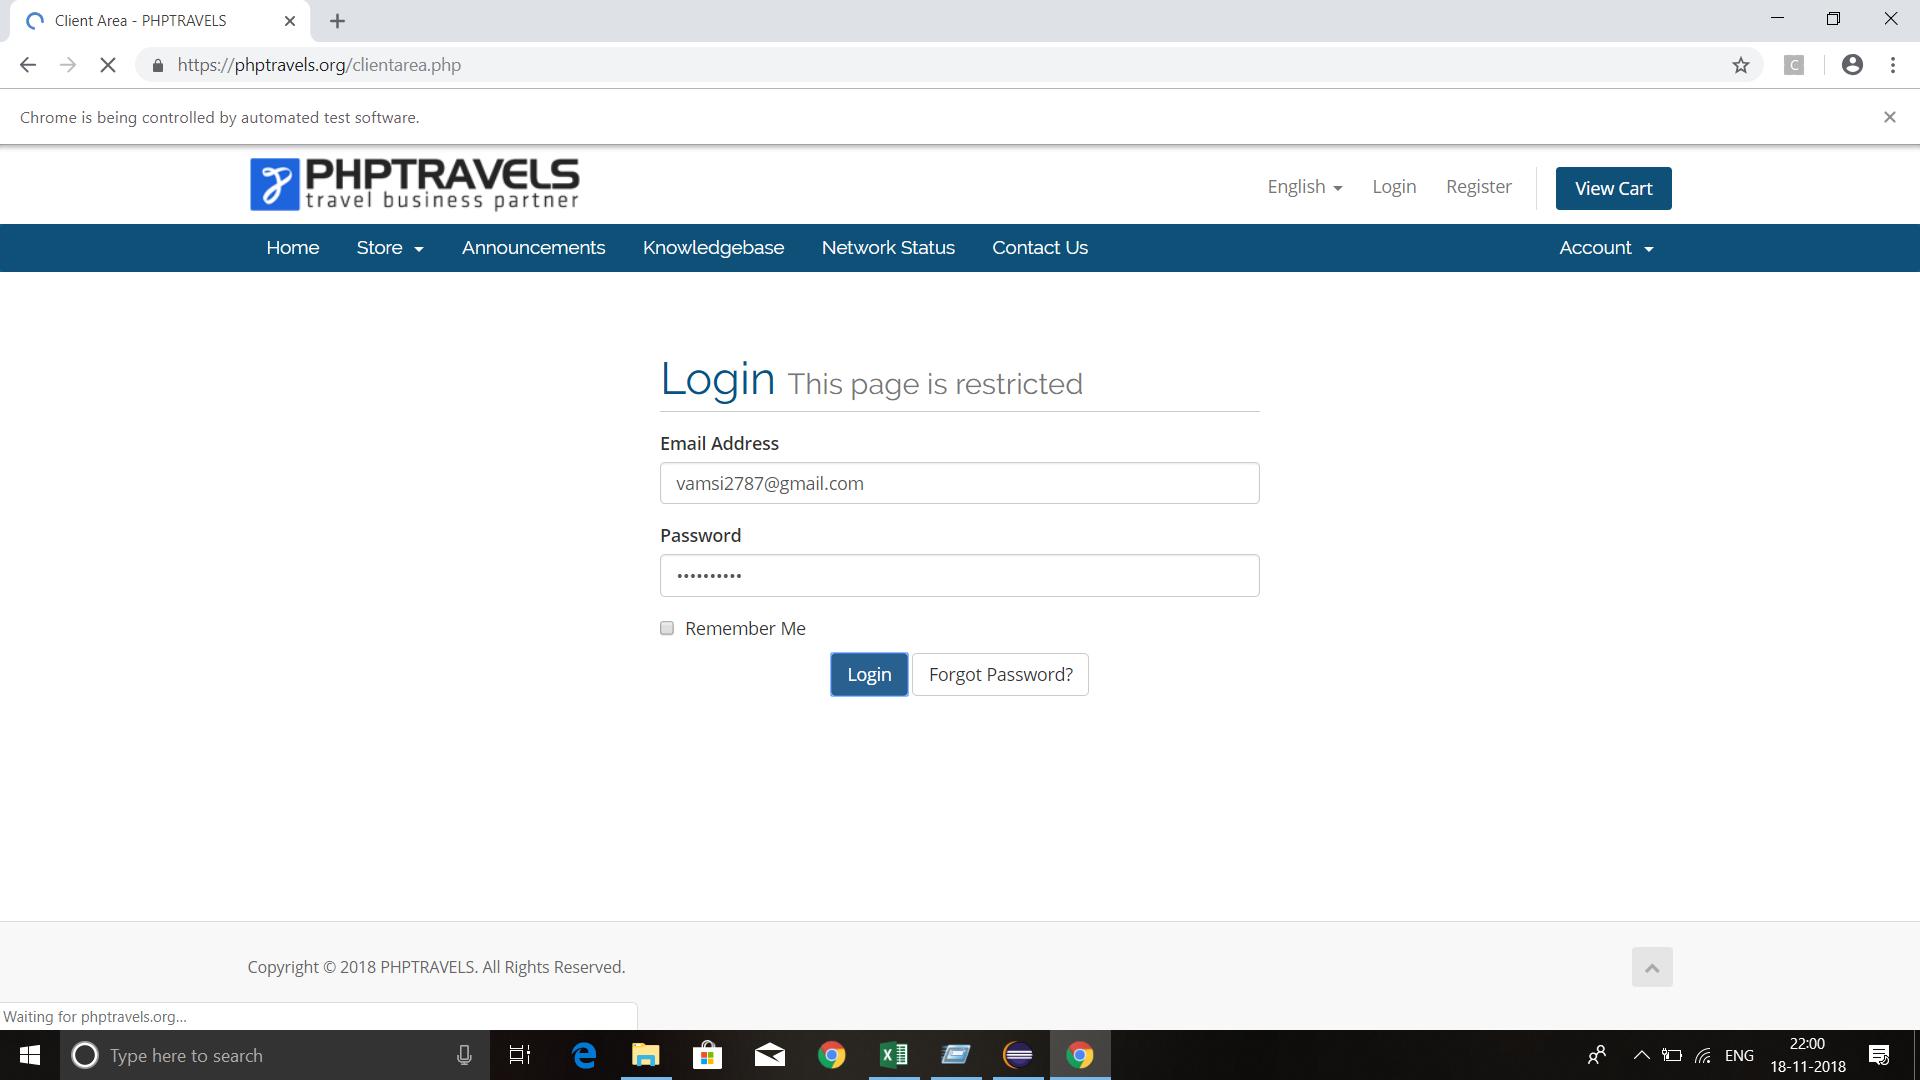 Client Area - PHPTRAVELS
https://phptravels.org/clientarea.php
C
Chrome is being controlled by automated test software.
PHPTRAVELS
travel business partner
English Login Register View Cart
Home Store Announcements Knowledgebase Network Status Contact Us Account
Login This page is restricted
Email Address
vamsi2787@gmail.com
Password
••••••••••
Remember Me
Login Forgot Password?
Copyright © 2018 PHPTRAVELS. All Rights Reserved.
Waiting for phptravels.org...
Type here to search
ENG
22:00
18-11-2018